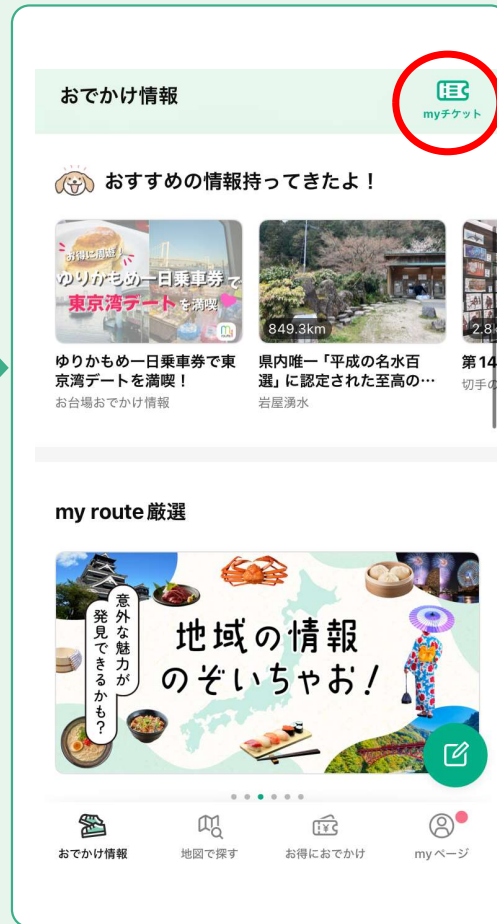 おでかけ情報
myチケット
おすすめの情報持ってきたよ！
お得に周遊！
ゆりかもめ一日乗車券で
東京湾デートを満喫
849.3km
2.8
ゆりかもめ一日乗車券で東
京湾デートを満喫！
お台場おでかけ情報
県内唯一「平成の名水百
選」に認定された至高の…
岩屋湧水
第14
切手の
my route厳選
意外な魅力が
発見できるかも？
地域の情報
のぞいちゃお！
おでかけ情報
地図で探す
お得におでかけ
myページ